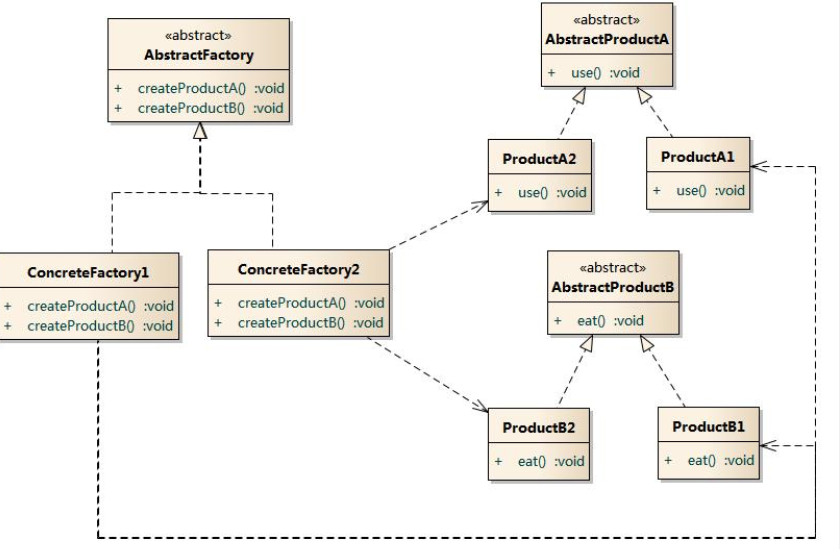 «abstract»
AbstractFactory
+ createProductA() :void
+ createProductB() :void
«abstract»
AbstractProductA
+ use() :void
ProductA2
+ use() :void
ProductA1
+ use() :void
ConcreteFactory1
+ createProductA() :void
+ createProductB() :void
ConcreteFactory2
+ createProductA() :void
+ createProductB() :void
«abstract»
AbstractProductB
+ eat() :void
ProductB2
+ eat() :void
ProductB1
+ eat() :void